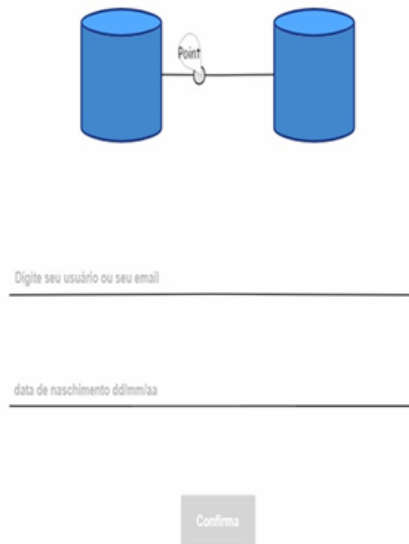 Point
Digite seu usuário ou seu email
data de naschimento dd/mm/aa
Confirma